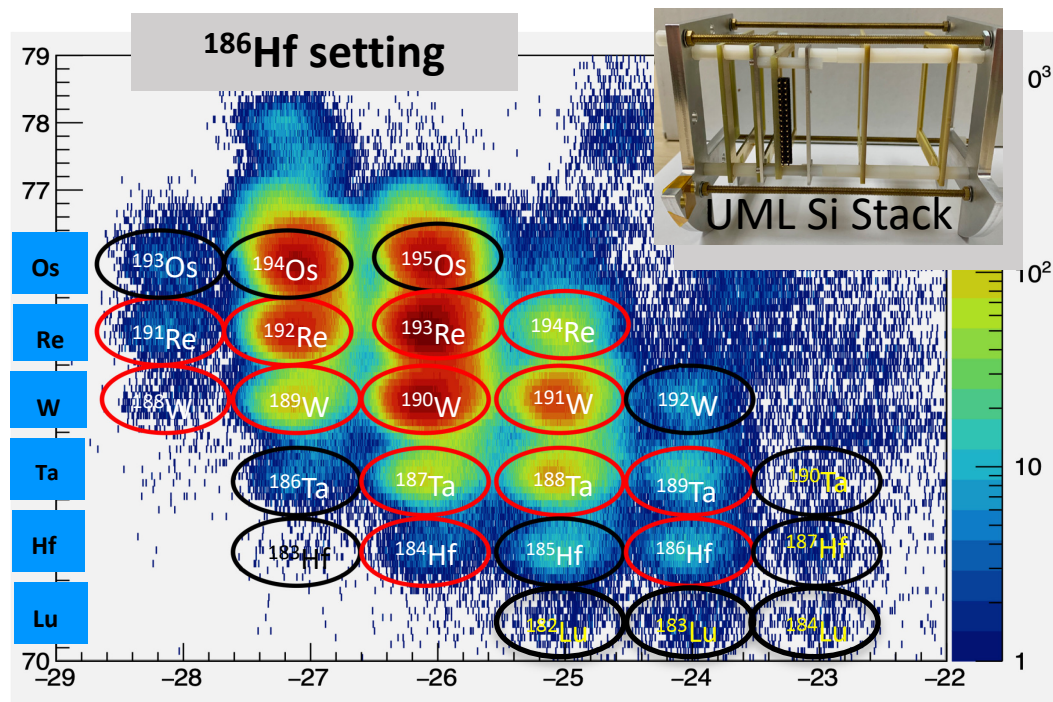 ¹⁸⁶Hf setting
UML Si Stack
79
78
77
70
Os
Re
W
Ta
Hf
Lu
¹⁹³Os ¹⁹⁴Os ¹⁹⁵Os
¹⁹¹Re ¹⁹²Re ¹⁹³Re ¹⁹⁴Re
¹⁸⁸W ¹⁸⁹W ¹⁹⁰W ¹⁹¹W ¹⁹²W
¹⁸⁶Ta ¹⁸⁷Ta ¹⁸⁸Ta ¹⁸⁹Ta ¹⁹⁰Ta
¹⁸³Hf ¹⁸⁴Hf ¹⁸⁵Hf ¹⁸⁶Hf ¹⁸⁷Hf
¹⁸²Lu ¹⁸³Lu ¹⁸⁴Lu
−29 −28 −27 −26 −25 −24 −23 −22
0³
10²
10
1